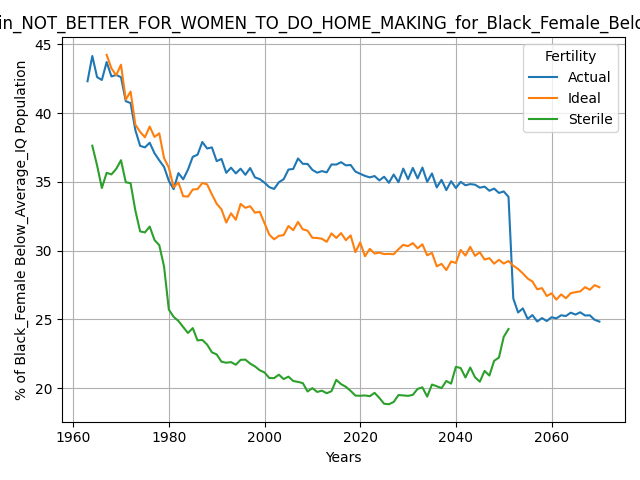 in_NOT_BETTER_FOR_WOMEN_TO_DO_HOME_MAKING_for_Black_Female_Belo
Fertility
Actual
Ideal
Sterile
% of Black_Female Below_Average_IQ Population
45
40
35
30
25
20
1960
1980
2000
2020
2040
2060
Years